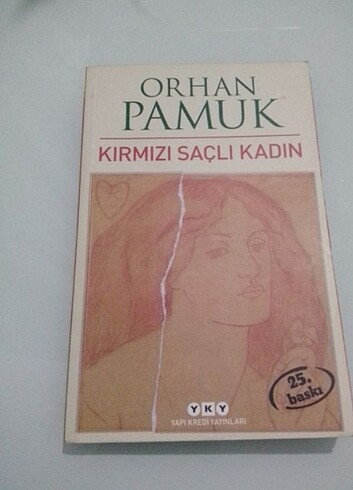 ORHAN
PAMUK
KIRMIZI SAÇLI KADIN
25.
baskı
YKY
YAPI KREDİ YAYINLARI